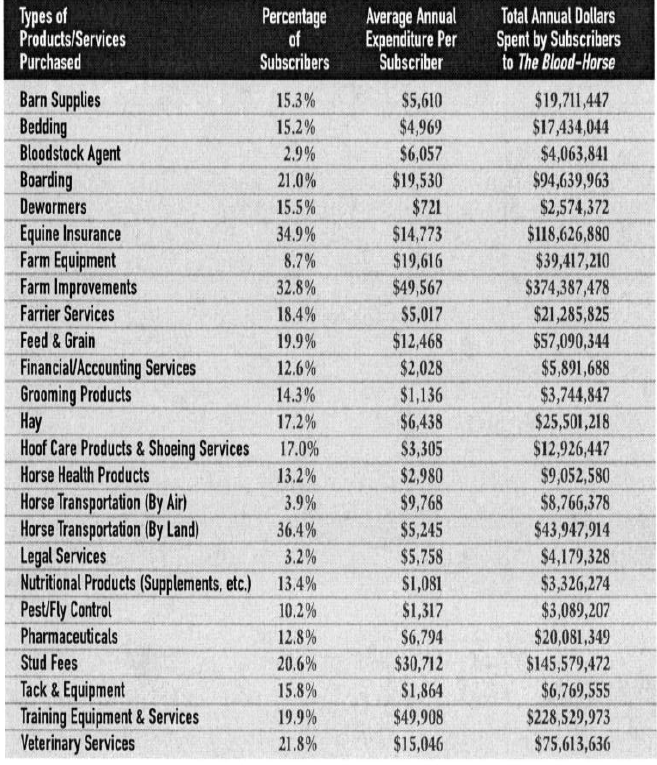 Types of Products/Services Purchased Percentage of Subscribers Average Annual Expenditure Per Subscriber Total Annual Dollars Spent by Subscribers to The Blood-Horse
Barn Supplies 15.3% $5,610 $19,711,447
Bedding 15.2% $4,969 $17,434,044
Bloodstock Agent 2.9% $6,057 $4,063,841
Boarding 21.0% $19,530 $94,639,963
Dewormers 15.5% $721 $2,574,372
Equine Insurance 34.9% $14,773 $118,626,880
Farm Equipment 8.7% $19,616 $39,417,210
Farm Improvements 32.8% $49,567 $374,387,478
Farrier Services 18.4% $5,017 $21,285,825
Feed & Grain 19.9% $12,468 $57,090,344
Financial/Accounting Services 12.6% $2,028 $5,891,688
Grooming Products 14.3% $1,136 $3,744,847
Hay 17.2% $6,438 $25,501,218
Hoof Care Products & Shoeing Services 17.0% $3,305 $12,926,447
Horse Health Products 13.2% $2,980 $9,052,580
Horse Transportation (By Air) 3.9% $9,768 $8,766,378
Horse Transportation (By Land) 36.4% $5,245 $43,947,914
Legal Services 3.2% $5,758 $4,179,328
Nutritional Products (Supplements, etc.) 13.4% $1,081 $3,326,274
Pest/Fly Control 10.2% $1,317 $3,089,207
Pharmaceuticals 12.8% $6,794 $20,081,349
Stud Fees 20.6% $30,712 $145,579,472
Tack & Equipment 15.8% $1,864 $6,769,555
Training Equipment & Services 19.9% $49,908 $228,529,973
Veterinary Services 21.8% $15,046 $75,613,636